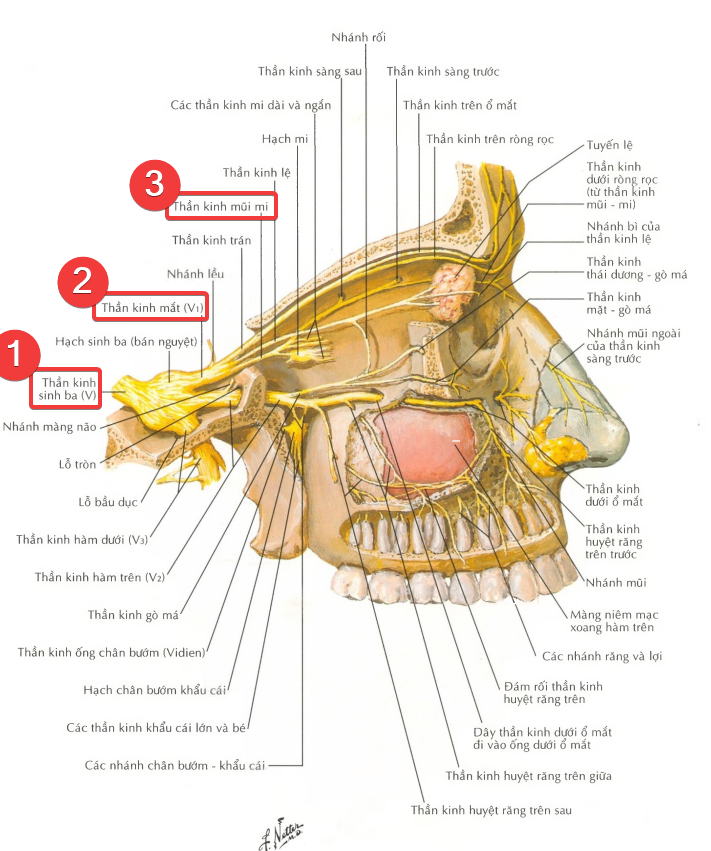 Nhánh rối
Thần kinh sàng sau
Thần kinh sàng trước
Các thần kinh mi dài và ngắn
Thần kinh trên ổ mắt
Hạch mi
Thần kinh trên ròng rọc
Tuyến lệ
Thần kinh lệ
Thần kinh
dưới ròng rọc
(từ thần kinh
mũi - mi)
3
Thần kinh mũi mi
Nhánh bì của
thần kinh lệ
Thần kinh trán
Thần kinh
thái dương - gò má
Nhánh lều
2
Thần kinh mắt (V1)
Thần kinh
mặt - gò má
Hạch sinh ba (bán nguyệt)
Nhánh mũi ngoài
của thần kinh
sàng trước
1
Thần kinh
sinh ba (V)
Nhánh màng não
Lỗ tròn
Lỗ bầu dục
Thần kinh
dưới ổ mắt
Thần kinh hàm dưới (V3)
Thần kinh
huyệt răng
trên trước
Thần kinh hàm trên (V2)
Nhánh mũi
Thần kinh gò má
Màng niêm mạc
xoang hàm trên
Thần kinh ống chân bướm (Vidien)
Các nhánh răng và lợi
Hạch chân bướm khẩu cái
Đám rối thần kinh
huyệt răng trên
Các thần kinh khẩu cái lớn và bé
Dây thần kinh dưới ổ mắt
đi vào ống dưới ổ mắt
Các nhánh chân bướm - khẩu cái
Thần kinh huyệt răng trên giữa
Thần kinh huyệt răng trên sau
F. Netter
M.D.